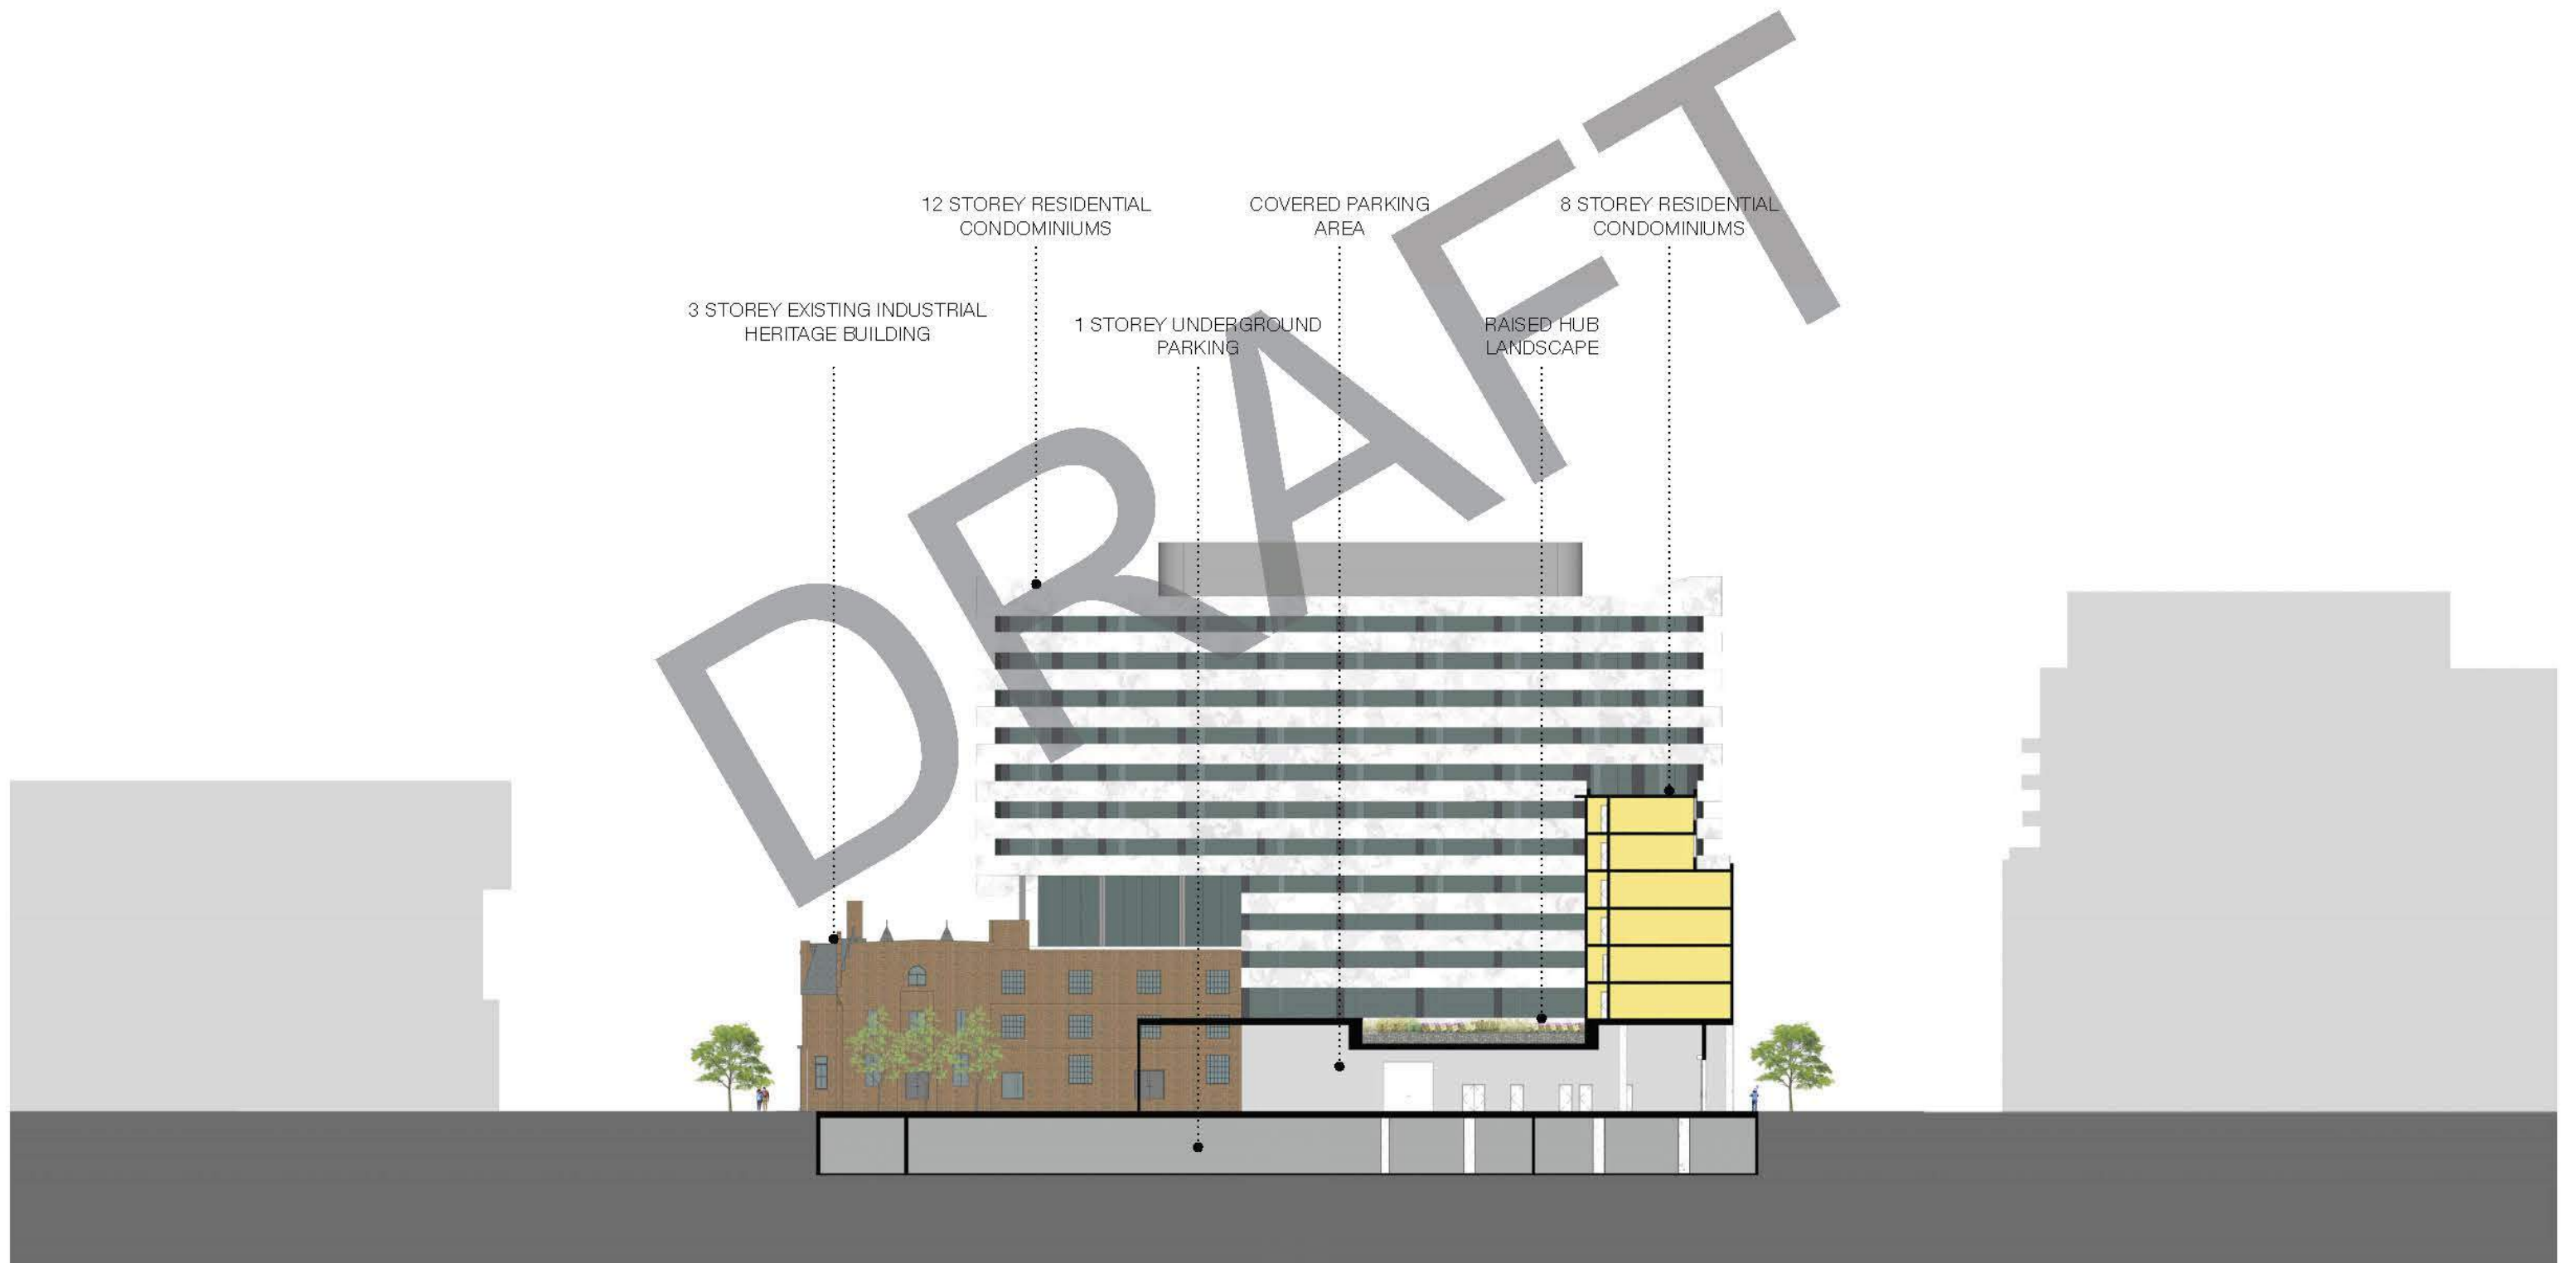 12 STOREY RESIDENTIAL
CONDOMINIUMS
COVERED PARKING
AREA
8 STOREY RESIDENTIAL
CONDOMINIUMS
3 STOREY EXISTING INDUSTRIAL
HERITAGE BUILDING
1 STOREY UNDERGROUND
PARKING
RAISED HUB
LANDSCAPE
DRAFT